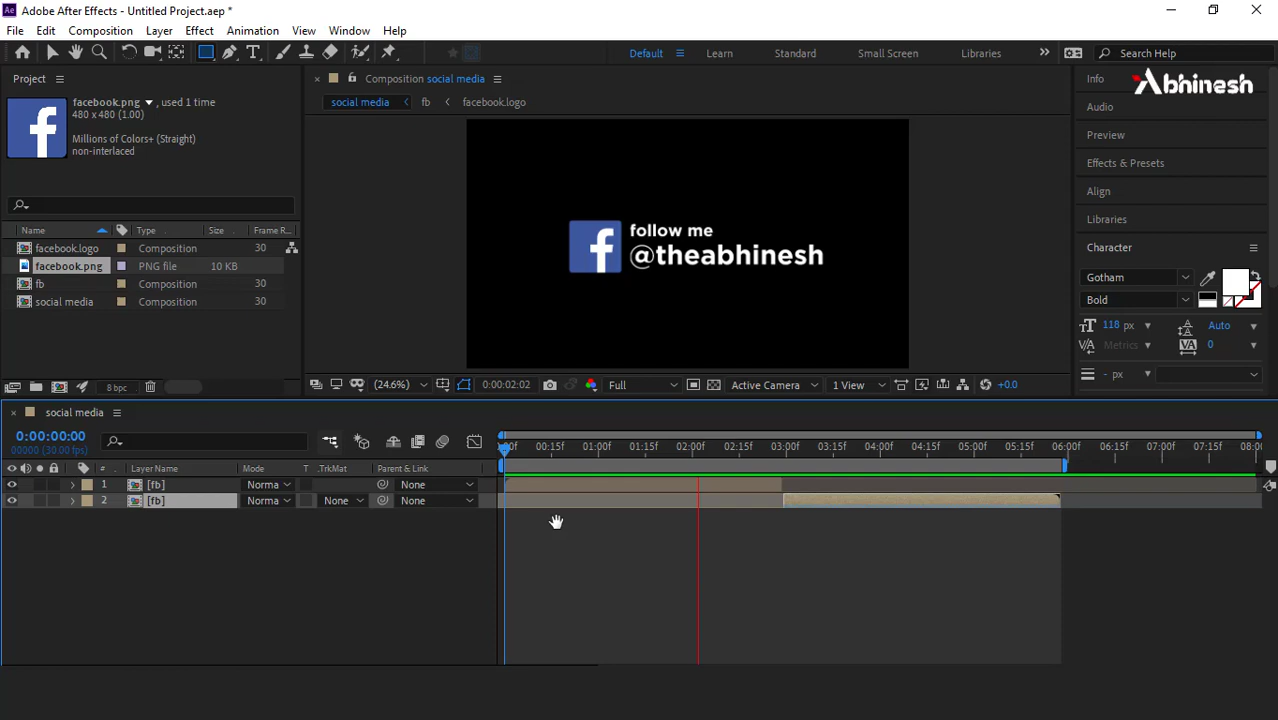 Adobe After Effects - Untitled Project.aep *
File Edit Composition Layer Effect Animation View Window Help
Default Learn Standard Small Screen Libraries Search Help
Project
facebook.png , used 1 time
480 x 480 (1.00)
Millions of Colors+ (Straight)
non-interlaced
Name Type Size Frame R...
facebook.logo Composition 30
facebook.png PNG file 10 KB
fb Composition 30
social media Composition 30
8 bpc
Composition social media
social media fb facebook.logo
follow me
@theabhinesh
(24.6%) 0:00:02:02 Full Active Camera 1 View +0.0
Info
Abhinesh
Audio
Preview
Effects & Presets
Align
Libraries
Character
Gotham
Bold
118 px Auto
Metrics 0
- px
social media
0:00:00:00
00000 (30.00 fps)
# Layer Name Mode T .TrkMat Parent & Link
1 [fb] Norma None
2 [fb] Norma None None
:00f 00:15f 01:00f 01:15f 02:00f 02:15f 03:00f 03:15f 04:00f 04:15f 05:00f 05:15f 06:00f 06:15f 07:00f 07:15f 08:0